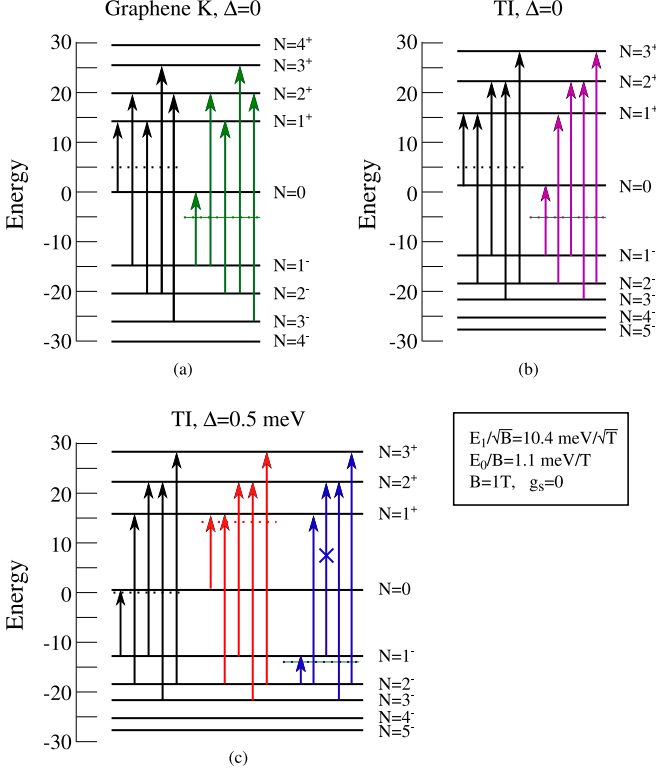 Graphene K, Δ=0
Energy
30
20
10
0
-10
-20
-30
N=4⁺
N=3⁺
N=2⁺
N=1⁺
N=0
N=1⁻
N=2⁻
N=3⁻
N=4⁻
(a)
TI, Δ=0
Energy
30
20
10
0
-10
-20
-30
N=3⁺
N=2⁺
N=1⁺
N=0
N=1⁻
N=2⁻
N=3⁻
N=4⁻
N=5⁻
(b)
TI, Δ=0.5 meV
Energy
30
20
10
0
-10
-20
-30
N=3⁺
N=2⁺
N=1⁺
N=0
N=1⁻
N=2⁻
N=3⁻
N=4⁻
N=5⁻
(c)
E₁/√B=10.4 meV/√T
E₀/B=1.1 meV/T
B=1T, gₛ=0